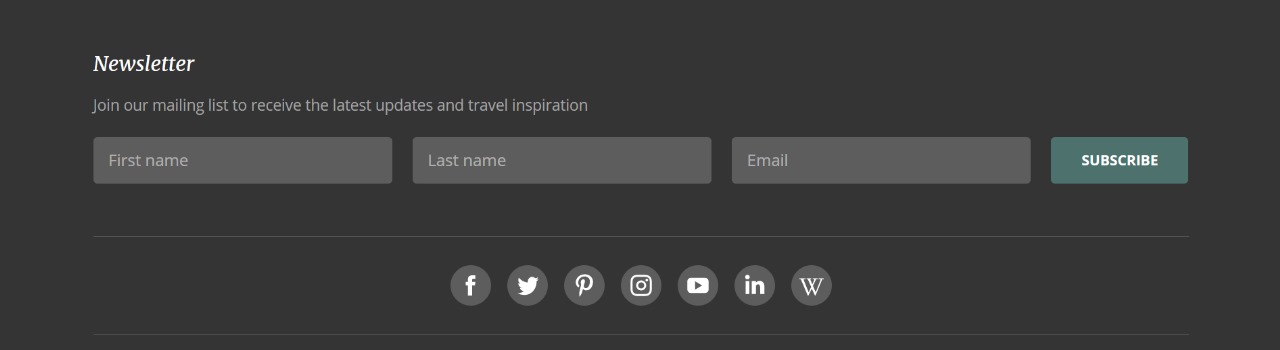 Newsletter
Join our mailing list to receive the latest updates and travel inspiration
First name
Last name
Email
SUBSCRIBE